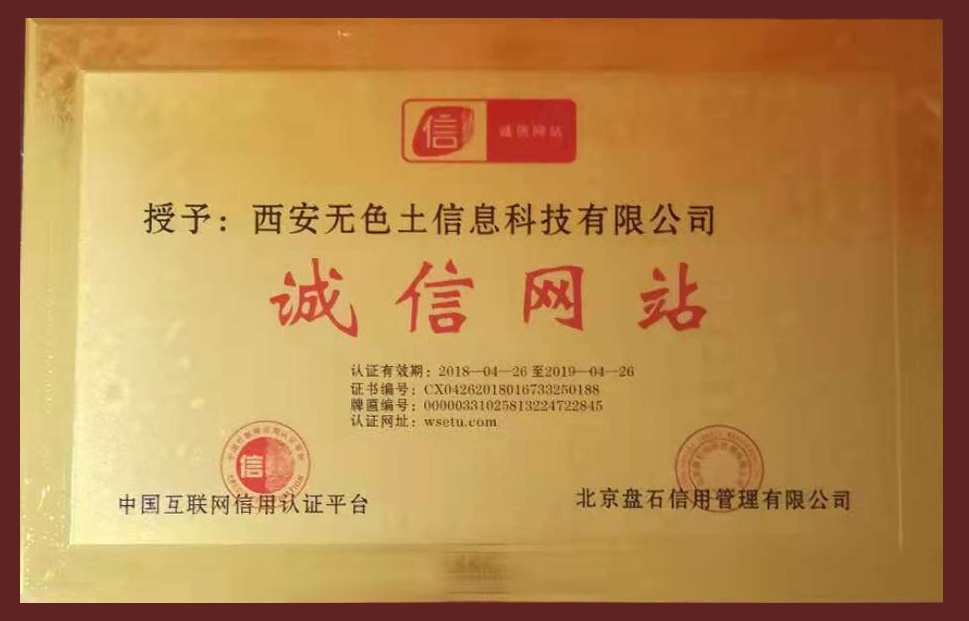 信 诚信网站
授予：西安无色土信息科技有限公司
诚信网站
认证有效期：2018—04—26 至2019—04—26
证书编号：CX04262018016733250188
牌匾编号：00000331025813224722845
认证网址：wsetu.com
信
中国互联网信用认证平台
北京盘石信用管理有限公司